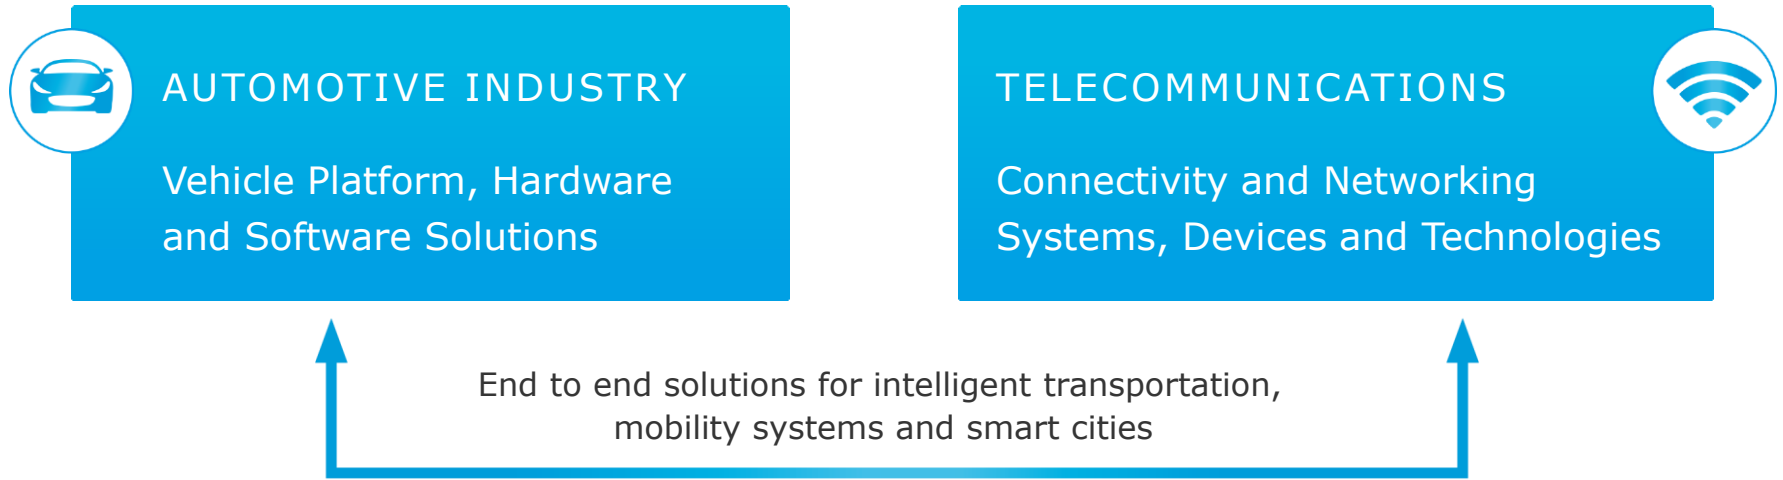 AUTOMOTIVE INDUSTRY
Vehicle Platform, Hardware
and Software Solutions
TELECOMMUNICATIONS
Connectivity and Networking
Systems, Devices and Technologies
End to end solutions for intelligent transportation,
mobility systems and smart cities